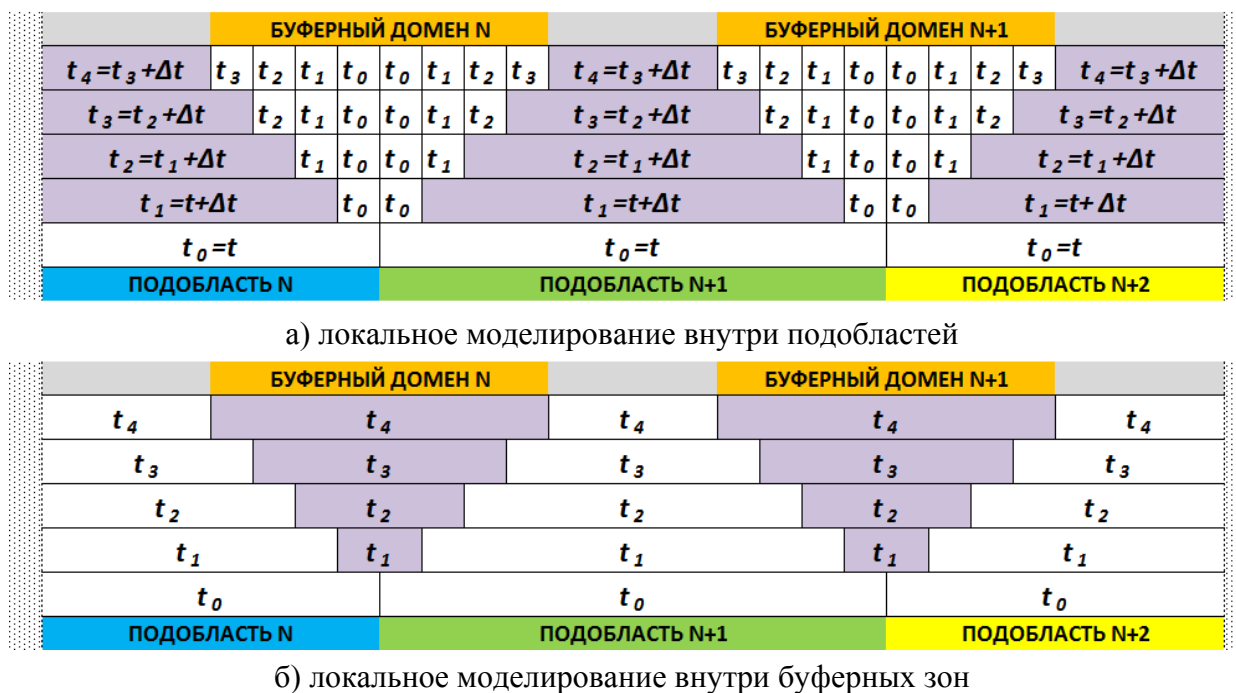 БУФЕРНЫЙ ДОМЕН N БУФЕРНЫЙ ДОМЕН N+1
t₄=t₃+Δt t₃ t₂ t₁ t₀ t₀ t₁ t₂ t₃ t₄=t₃+Δt t₃ t₂ t₁ t₀ t₀ t₁ t₂ t₃ t₄=t₃+Δt
t₃=t₂+Δt t₂ t₁ t₀ t₀ t₁ t₂ t₃=t₂+Δt t₂ t₁ t₀ t₀ t₁ t₂ t₃=t₂+Δt
t₂=t₁+Δt t₁ t₀ t₀ t₁ t₂=t₁+Δt t₁ t₀ t₀ t₁ t₂=t₁+Δt
t₁=t+Δt t₀ t₀ t₁=t+Δt t₀ t₀ t₁=t+Δt
t₀=t t₀=t t₀=t
ПОДОБЛАСТЬ N ПОДОБЛАСТЬ N+1 ПОДОБЛАСТЬ N+2
а) локальное моделирование внутри подобластей
БУФЕРНЫЙ ДОМЕН N БУФЕРНЫЙ ДОМЕН N+1
t₄ t₄ t₄ t₄ t₄
t₃ t₃ t₃ t₃ t₃
t₂ t₂ t₂ t₂ t₂
t₁ t₁ t₁ t₁ t₁
t₀ t₀ t₀
ПОДОБЛАСТЬ N ПОДОБЛАСТЬ N+1 ПОДОБЛАСТЬ N+2
б) локальное моделирование внутри буферных зон